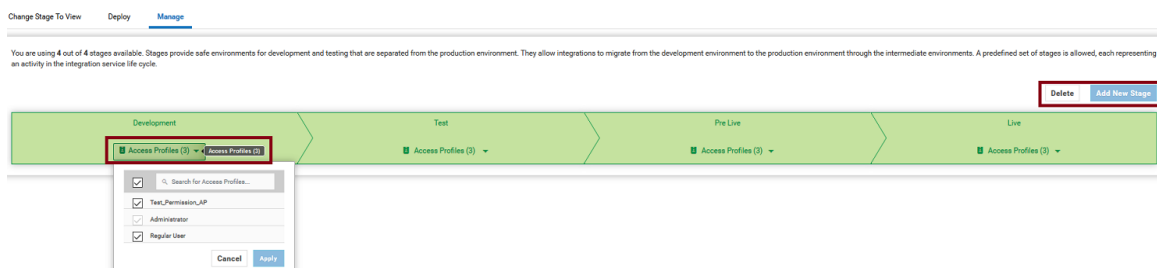 Change Stage To View Deploy Manage
You are using 4 out of 4 stages available. Stages provide safe environments for development and testing that are separated from the production environment. They allow integrations to migrate from the development environment to the production environment through the intermediate environments. A predefined set of stages is allowed, each representing
an activity in the integration service life cycle.
Delete Add New Stage
Development Test Pre Live Live
Access Profiles (3) Access Profiles (3) Access Profiles (3) Access Profiles (3) Access Profiles (3)
Search for Access Profiles...
Test_Permission_AP
Administrator
Regular User
Cancel Apply